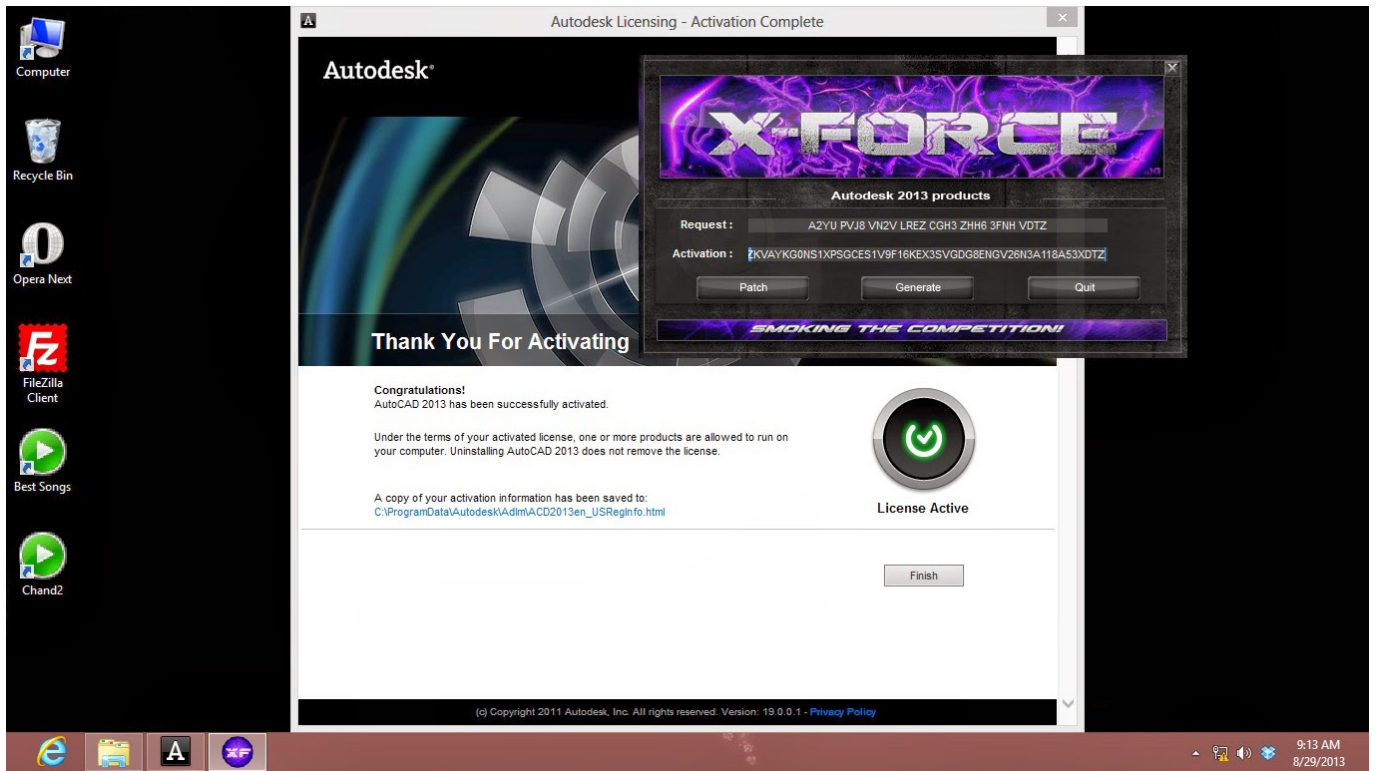 Computer
Recycle Bin
Opera Next
FileZilla
Client
Best Songs
Chand2
Autodesk Licensing - Activation Complete
Autodesk
X-FORCE
JG
Autodesk 2013 products
Request : A2YU PVJ8 VN2V LREZ CGH3 ZHH6 3FNH VDTZ
Activation : ZKVAYKG0NS1XPSGCES1V9F16KEX3SVGDG8ENGV26N3A118A53XDTZ
Patch Generate Quit
SMOKING THE COMPETITION!
Thank You For Activating
Congratulations!
AutoCAD 2013 has been successfully activated.
Under the terms of your activated license, one or more products are allowed to run on
your computer. Uninstalling AutoCAD 2013 does not remove the license.
A copy of your activation information has been saved to:
C:\ProgramData\Autodesk\Adlm\ACD2013en_USRegInfo.html
License Active
Finish
(c) Copyright 2011 Autodesk, Inc. All rights reserved. Version: 19.0.0.1 - Privacy Policy
9:13 AM
8/29/2013